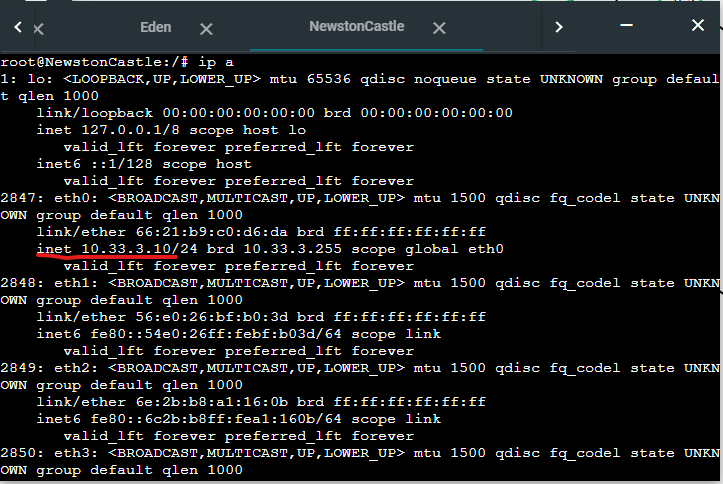 Eden
NewstonCastle
root@NewstonCastle:/# ip a
1: lo: <LOOPBACK,UP,LOWER_UP> mtu 65536 qdisc noqueue state UNKNOWN group defaul
t qlen 1000
    link/loopback 00:00:00:00:00:00 brd 00:00:00:00:00:00
    inet 127.0.0.1/8 scope host lo
       valid_lft forever preferred_lft forever
    inet6 ::1/128 scope host
       valid_lft forever preferred_lft forever
2847: eth0: <BROADCAST,MULTICAST,UP,LOWER_UP> mtu 1500 qdisc fq_codel state UNKN
OWN group default qlen 1000
    link/ether 66:21:b9:c0:d6:da brd ff:ff:ff:ff:ff:ff
    inet 10.33.3.10/24 brd 10.33.3.255 scope global eth0
       valid_lft forever preferred_lft forever
2848: eth1: <BROADCAST,MULTICAST,UP,LOWER_UP> mtu 1500 qdisc fq_codel state UNKN
OWN group default qlen 1000
    link/ether 56:e0:26:bf:b0:3d brd ff:ff:ff:ff:ff:ff
    inet6 fe80::54e0:26ff:febf:b03d/64 scope link
       valid_lft forever preferred_lft forever
2849: eth2: <BROADCAST,MULTICAST,UP,LOWER_UP> mtu 1500 qdisc fq_codel state UNKN
OWN group default qlen 1000
    link/ether 6e:2b:b8:a1:16:0b brd ff:ff:ff:ff:ff:ff
    inet6 fe80::6c2b:b8ff:fea1:160b/64 scope link
       valid_lft forever preferred_lft forever
2850: eth3: <BROADCAST,MULTICAST,UP,LOWER_UP> mtu 1500 qdisc fq_codel state UNKN
OWN group default qlen 1000